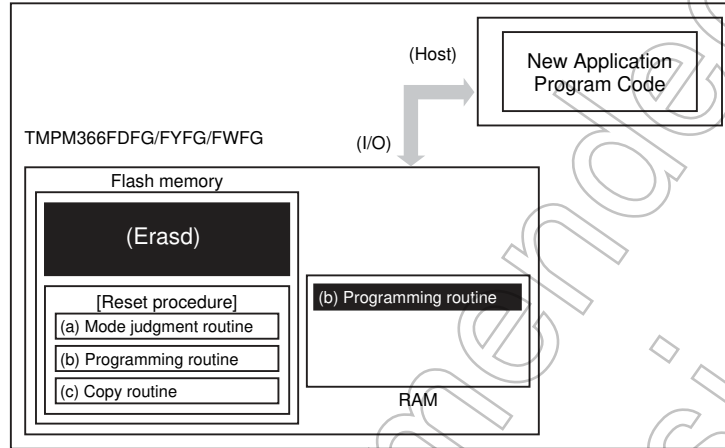 (Host)
New Application
Program Code
TMPM366FDFG/FYFG/FWFG
(I/O)
Flash memory
(Erasd)
[Reset procedure]
(a) Mode judgment routine
(b) Programming routine
(c) Copy routine
(b) Programming routine
RAM